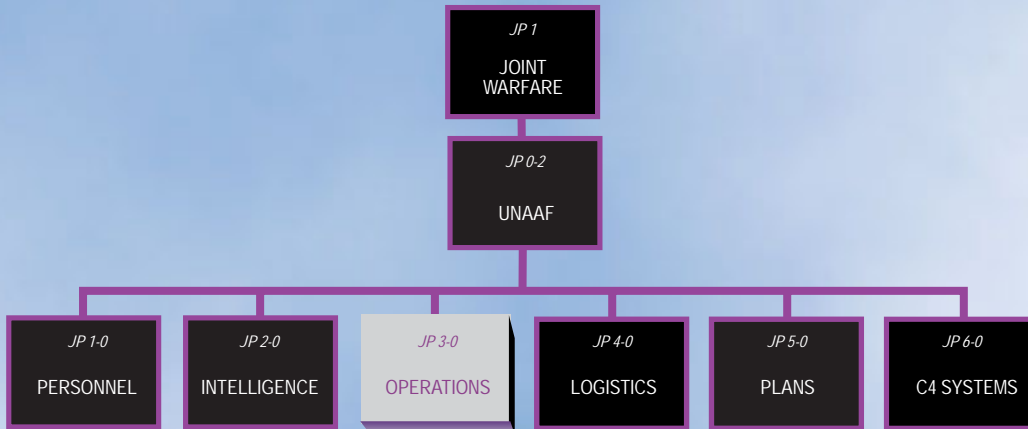 JP 1
JOINT
WARFARE
JP 0-2
UNAAF
JP 1-0
PERSONNEL
JP 2-0
INTELLIGENCE
JP 3-0
OPERATIONS
JP 4-0
LOGISTICS
JP 5-0
PLANS
JP 6-0
C4 SYSTEMS